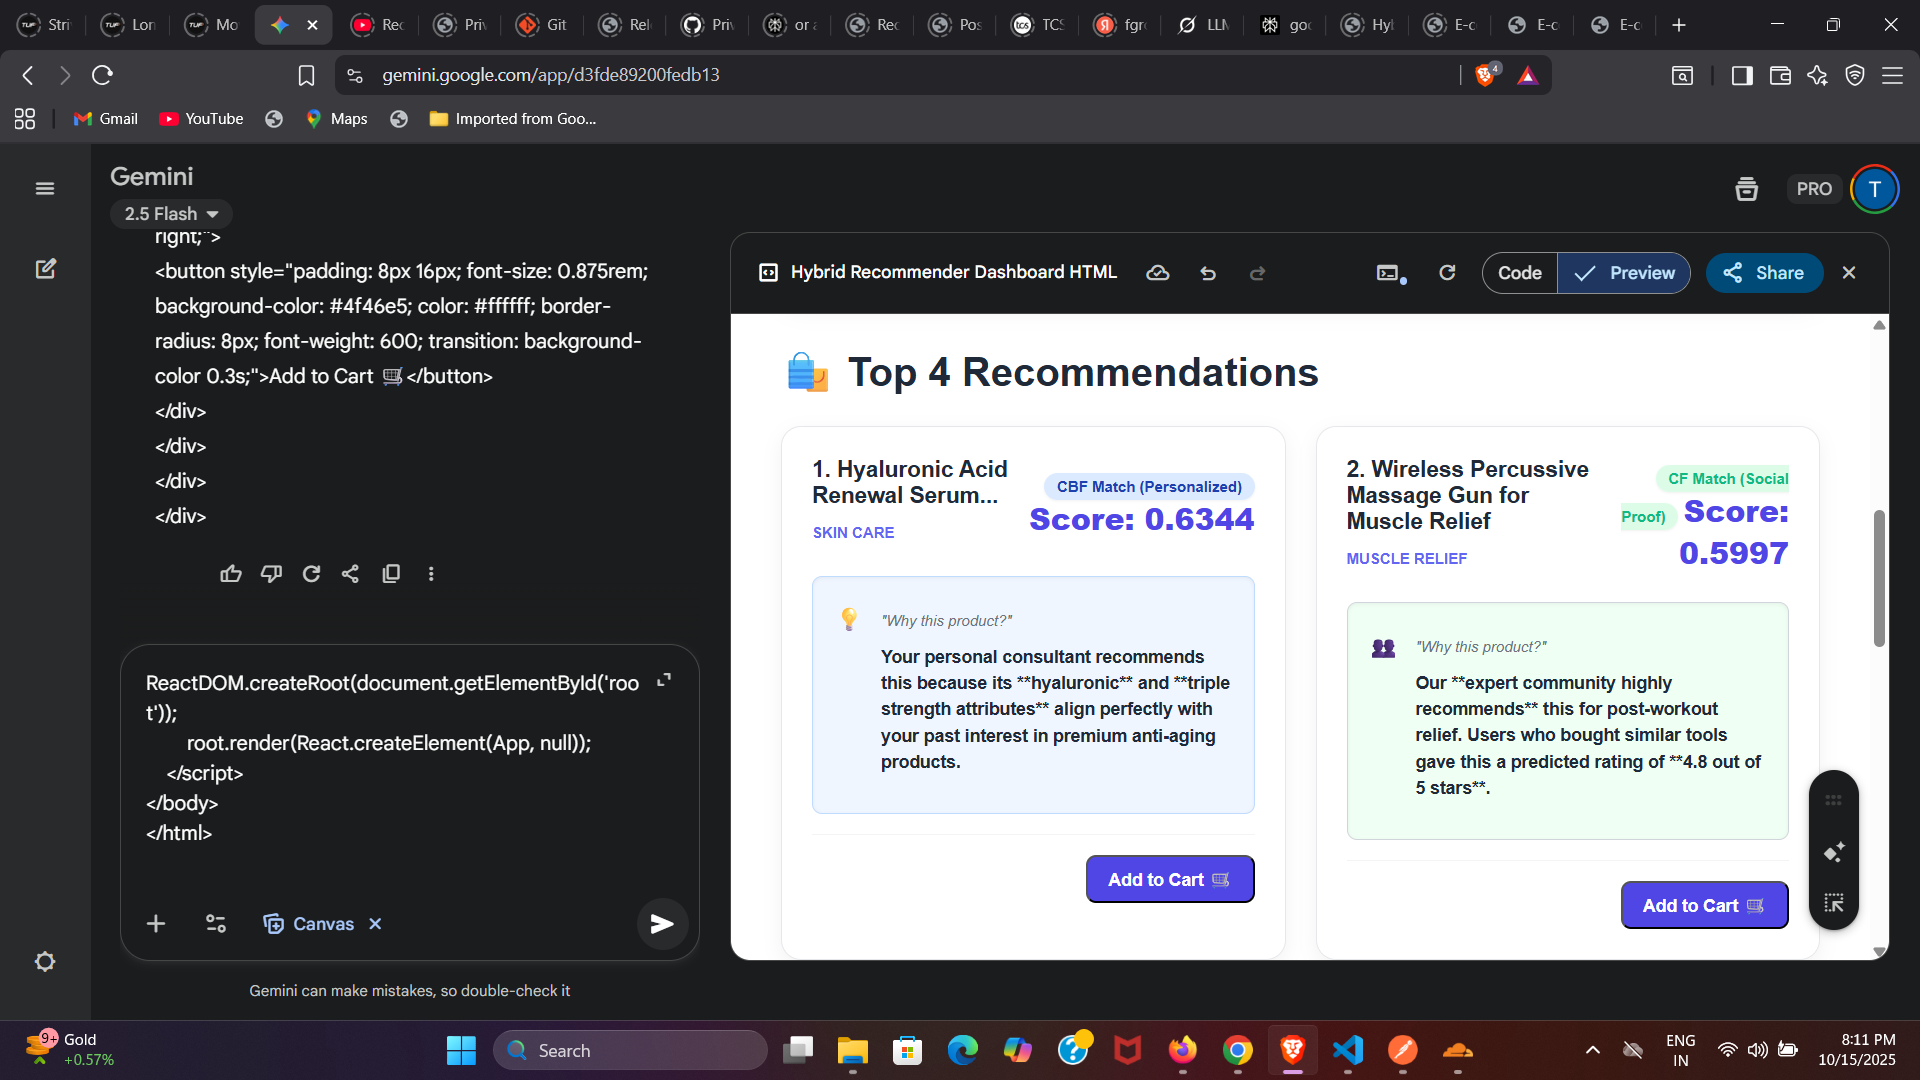 Stri
Lon
Mo
Rec
Priv
Git
Rele
Priv
or a
Rec
Pos
TCS
fgre
LLM
goo
Hyb
E-co
E-co
E-co
gemini.google.com/app/d3fde89200fedb13
4
Gmail
YouTube
Maps
Imported from Goo...
Gemini
PRO
T
2.5 Flash
right;">
<button style="padding: 8px 16px; font-size: 0.875rem;
background-color: #4f46e5; color: #ffffff; border-
radius: 8px; font-weight: 600; transition: background-
color 0.3s;">Add to Cart 🛒</button>
</div>
</div>
</div>
</div>
ReactDOM.createRoot(document.getElementById('roo
t'));
root.render(React.createElement(App, null));
</script>
</body>
</html>
Canvas
Gemini can make mistakes, so double-check it
Hybrid Recommender Dashboard HTML
Code
Preview
Share
Top 4 Recommendations
1. Hyaluronic Acid
Renewal Serum...
SKIN CARE
CBF Match (Personalized)
Score: 0.6344
"Why this product?"
Your personal consultant recommends
this because its **hyaluronic** and **triple
strength attributes** align perfectly with
your past interest in premium anti-aging
products.
Add to Cart 🛒
2. Wireless Percussive
Massage Gun for
Muscle Relief
MUSCLE RELIEF
CF Match (Social
Proof) Score:
0.5997
"Why this product?"
Our **expert community highly
recommends** this for post-workout
relief. Users who bought similar tools
gave this a predicted rating of **4.8 out of
5 stars**.
Add to Cart 🛒
9+
Gold
+0.57%
Search
ENG
IN
8:11 PM
10/15/2025